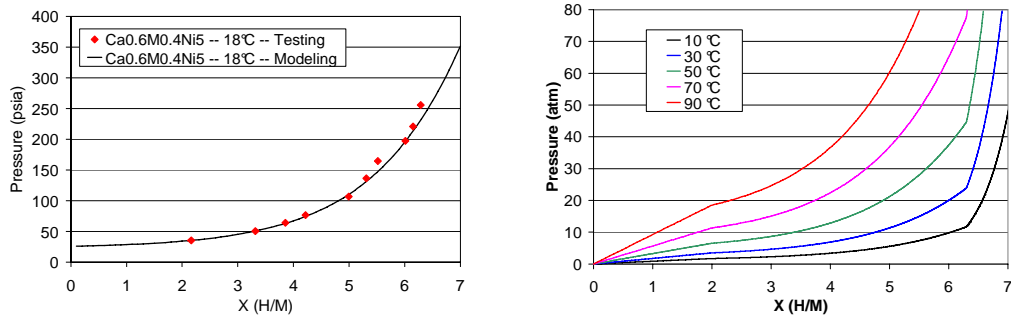 400
350
300
250
200
150
100
50
0
Pressure (psia)
Ca0.6M0.4Ni5 -- 18°C -- Testing
Ca0.6M0.4Ni5 -- 18°C -- Modeling
0 1 2 3 4 5 6 7
X (H/M)
80
70
60
50
40
30
20
10
0
Pressure (atm)
10 °C
30 °C
50 °C
70 °C
90 °C
0 1 2 3 4 5 6 7
X (H/M)